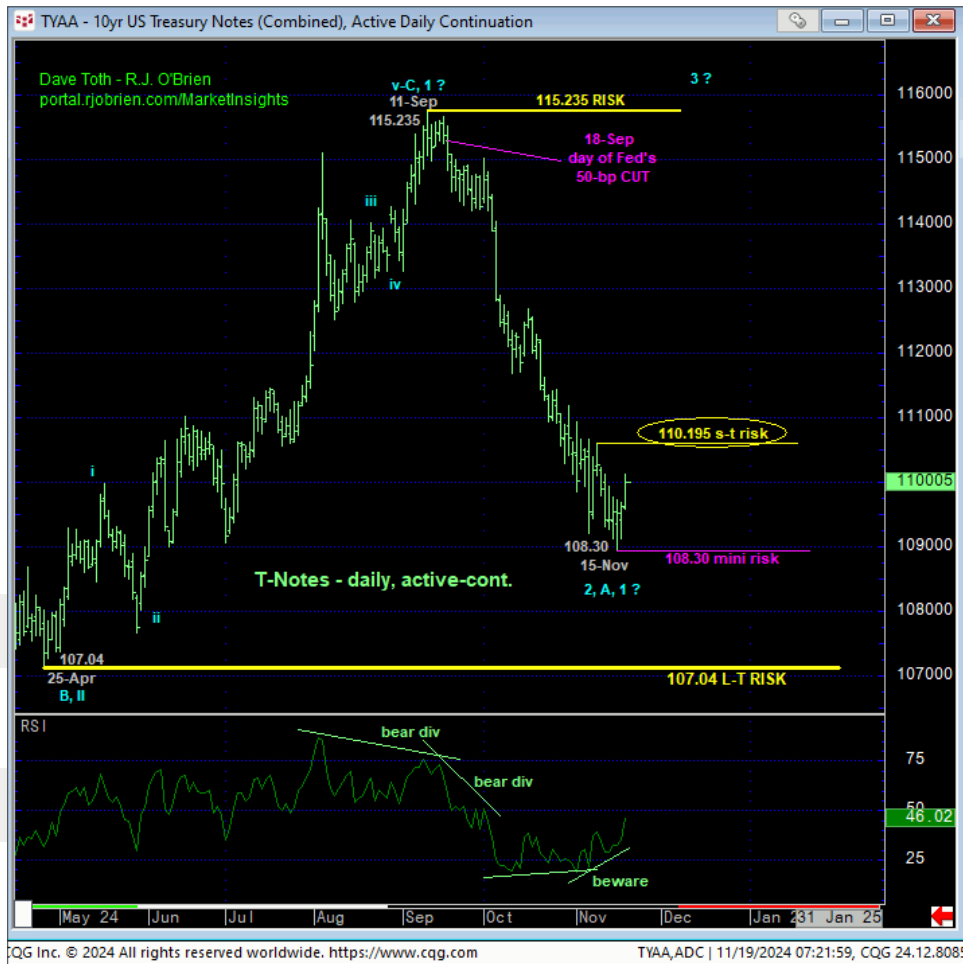 TYAA - 10yr US Treasury Notes (Combined), Active Daily Continuation
Dave Toth - R.J. O'Brien
portal.rjobrien.com/MarketInsights
v-C, 1 ?
11-Sep
115.235
115.235 RISK
3 ?
18-Sep
day of Fed's
50-bp CUT
iii
iv
i
ii
110.195 s-t risk
108.30
15-Nov
108.30 mini risk
2, A, 1 ?
T-Notes - daily, active-cont.
107.04
25-Apr
B, II
107.04 L-T RISK
116000
115000
114000
113000
112000
111000
110005
109000
108000
107000
RSI
bear div
bear div
beware
75
50
46.02
25
May 24
Jun
Jul
Aug
Sep
Oct
Nov
Dec
Jan 2
31 Jan 25
CQG Inc. © 2024 All rights reserved worldwide. https://www.cqg.com
TYAA,ADC | 11/19/2024 07:21:59, CQG 24.12.8085